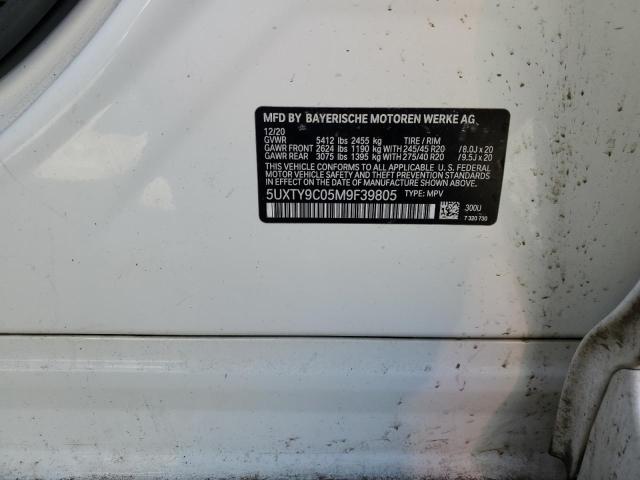 MFD BY BAYERISCHE MOTOREN WERKE AG
12/20
GVWR 5412 lbs 2455 kg TIRE / RIM
GAWR FRONT 2624 lbs 1190 kg WITH 245/45 R20 /8.0J x 20
GAWR REAR 3075 lbs 1395 kg WITH 275/40 R20 /9.5J x 20
THIS VEHICLE CONFORMS TO ALL APPLICABLE U. S. FEDERAL
MOTOR VEHICLE SAFETY AND THEFT PREVENTION
STANDARDS IN EFFECT ON THE DATE OF MANUFACTURE
SHOWN ABOVE.
5UXTY9C05M9F39805 TYPE: MPV
300U
7 320 730